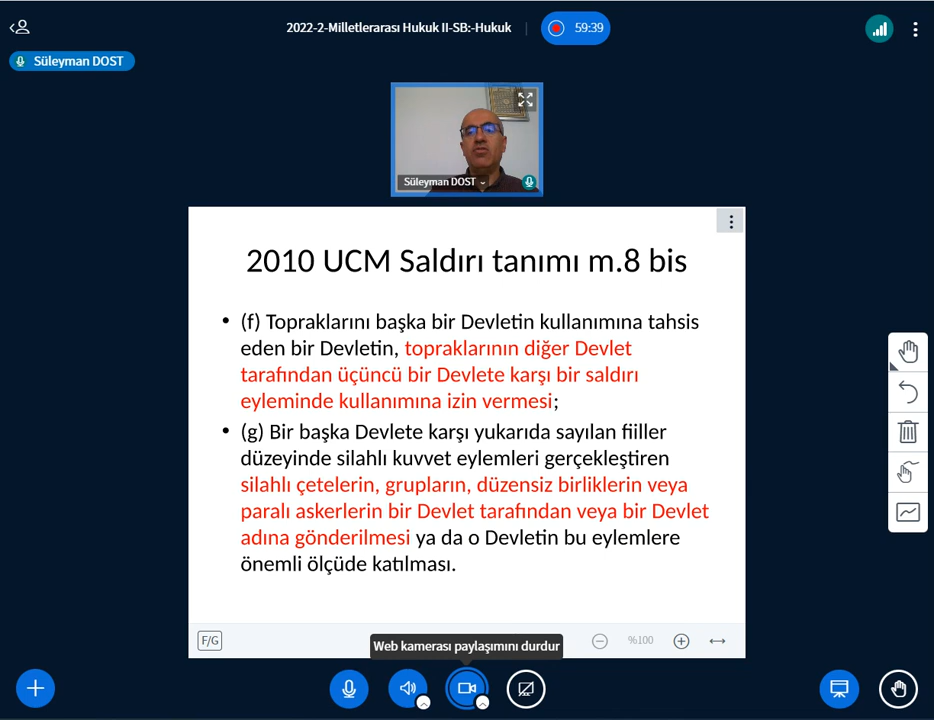 2022-2-Milletlerarası Hukuk II-SB:-Hukuk
59:39
Süleyman DOST
Süleyman DOST
2010 UCM Saldırı tanımı m.8 bis
• (f) Topraklarını başka bir Devletin kullanımına tahsis
eden bir Devletin, topraklarının diğer Devlet
tarafından üçüncü bir Devlete karşı bir saldırı
eyleminde kullanımına izin vermesi;
• (g) Bir başka Devlete karşı yukarıda sayılan fiiller
düzeyinde silahlı kuvvet eylemleri gerçekleştiren
silahlı çetelerin, grupların, düzensiz birliklerin veya
paralı askerlerin bir Devlet tarafından veya bir Devlet
adına gönderilmesi ya da o Devletin bu eylemlere
önemli ölçüde katılması.
F/G
%100
Web kamerası paylaşımını durdur